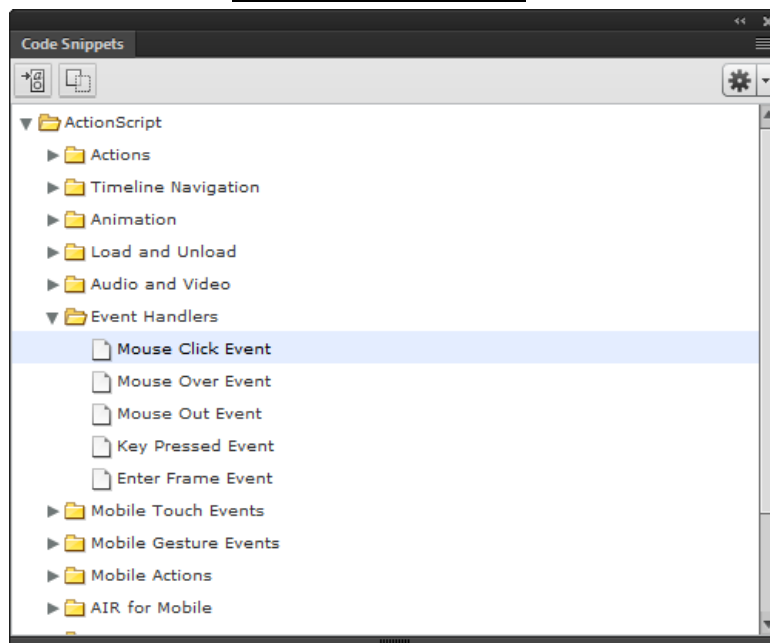 Code Snippets
ActionScript
Actions
Timeline Navigation
Animation
Load and Unload
Audio and Video
Event Handlers
Mouse Click Event
Mouse Over Event
Mouse Out Event
Key Pressed Event
Enter Frame Event
Mobile Touch Events
Mobile Gesture Events
Mobile Actions
AIR for Mobile